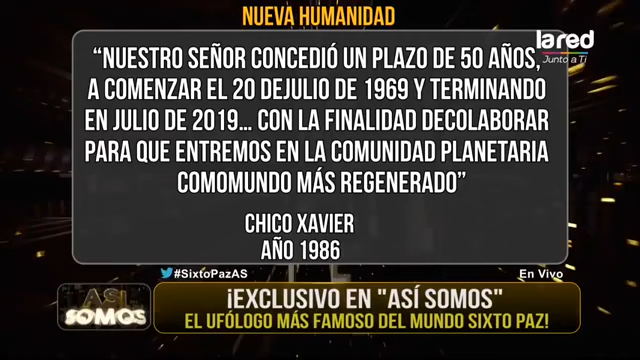 NUEVA HUMANIDAD
lared
Junto a Ti
“NUESTRO SEÑOR CONCEDIÓ UN PLAZO DE 50 AÑOS,
A COMENZAR EL 20 DEJULIO DE 1969 Y TERMINANDO
EN JULIO DE 2019... CON LA FINALIDAD DECOLABORAR
PARA QUE ENTREMOS EN LA COMUNIDAD PLANETARIA
COMOMUNDO MÁS REGENERADO”
CHICO XAVIER
AÑO 1986
#SixtoPazAS
En Vivo
ASI
SOMOS
¡EXCLUSIVO EN "ASÍ SOMOS"
EL UFÓLOGO MÁS FAMOSO DEL MUNDO SIXTO PAZ!